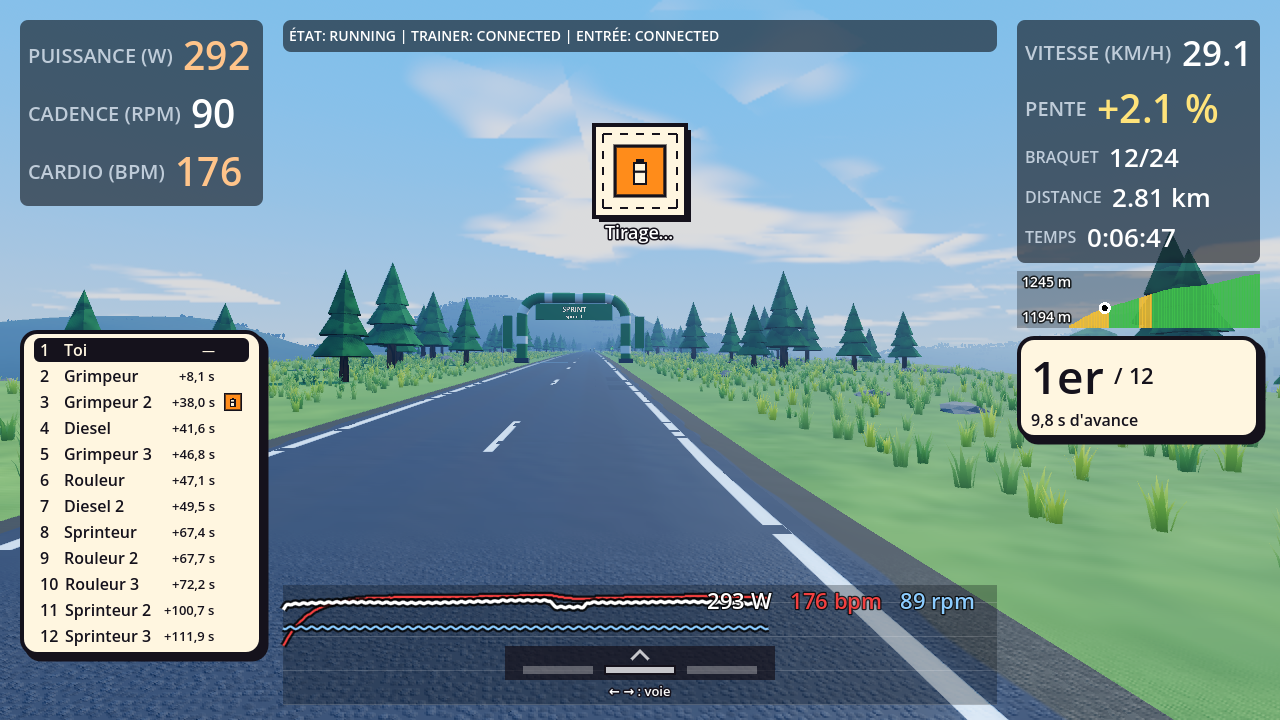 PUISSANCE (W) 292
CADENCE (RPM) 90
CARDIO (BPM) 176
ÉTAT: RUNNING | TRAINER: CONNECTED | ENTRÉE: CONNECTED
VITESSE (KM/H) 29.1
PENTE +2.1 %
BRAQUET 12/24
DISTANCE 2.81 km
TEMPS 0:06:47
Tirage...
1245 m
1194 m
SPRINT
1er / 12
9,8 s d'avance
1 Toi —
2 Grimpeur +8,1 s
3 Grimpeur 2 +38,0 s
4 Diesel +41,6 s
5 Grimpeur 3 +46,8 s
6 Rouleur +47,1 s
7 Diesel 2 +49,5 s
8 Sprinteur +67,4 s
9 Rouleur 2 +67,7 s
10 Rouleur 3 +72,2 s
11 Sprinteur 2 +100,7 s
12 Sprinteur 3 +111,9 s
293 W 176 bpm 89 rpm
← → : voie